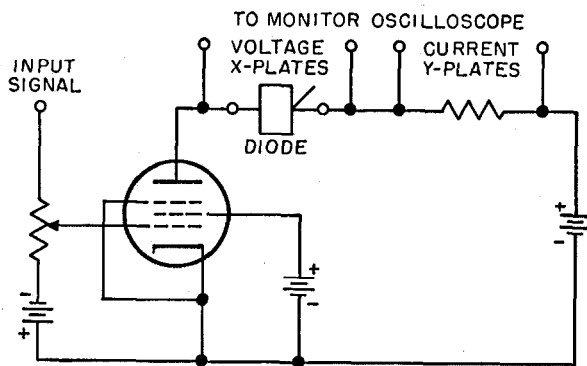 TO MONITOR OSCILLOSCOPE
INPUT
SIGNAL
VOLTAGE
X-PLATES
CURRENT
Y-PLATES
DIODE
+
-
+
-
-
+